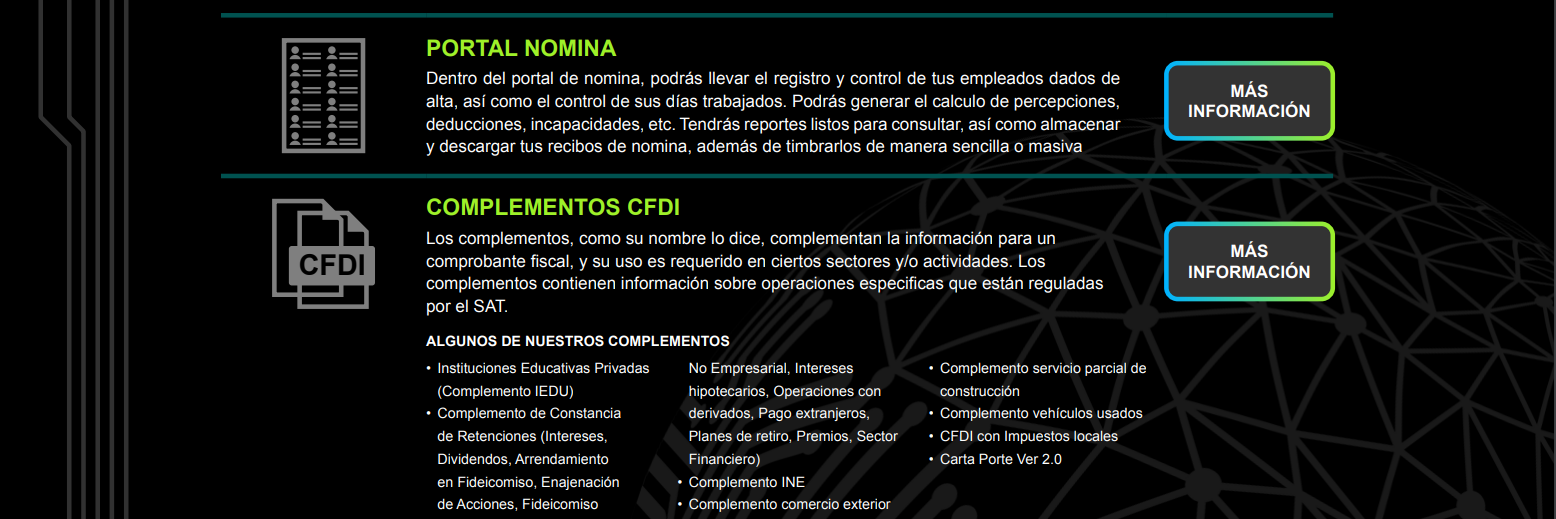 PORTAL NOMINA
Dentro del portal de nomina, podrás llevar el registro y control de tus empleados dados de
alta, así como el control de sus días trabajados. Podrás generar el calculo de percepciones,
deducciones, incapacidades, etc. Tendrás reportes listos para consultar, así como almacenar
y descargar tus recibos de nomina, además de timbrarlos de manera sencilla o masiva
MÁS
INFORMACIÓN
CFDI
COMPLEMENTOS CFDI
Los complementos, como su nombre lo dice, complementan la información para un
comprobante fiscal, y su uso es requerido en ciertos sectores y/o actividades. Los
complementos contienen información sobre operaciones especificas que están reguladas
por el SAT.
MÁS
INFORMACIÓN
ALGUNOS DE NUESTROS COMPLEMENTOS
• Instituciones Educativas Privadas
(Complemento IEDU)
• Complemento de Constancia
de Retenciones (Intereses,
Dividendos, Arrendamiento
en Fideicomiso, Enajenación
de Acciones, Fideicomiso
No Empresarial, Intereses
hipotecarios, Operaciones con
derivados, Pago extranjeros,
Planes de retiro, Premios, Sector
Financiero)
• Complemento INE
• Complemento comercio exterior
• Complemento servicio parcial de
construcción
• Complemento vehículos usados
• CFDI con Impuestos locales
• Carta Porte Ver 2.0